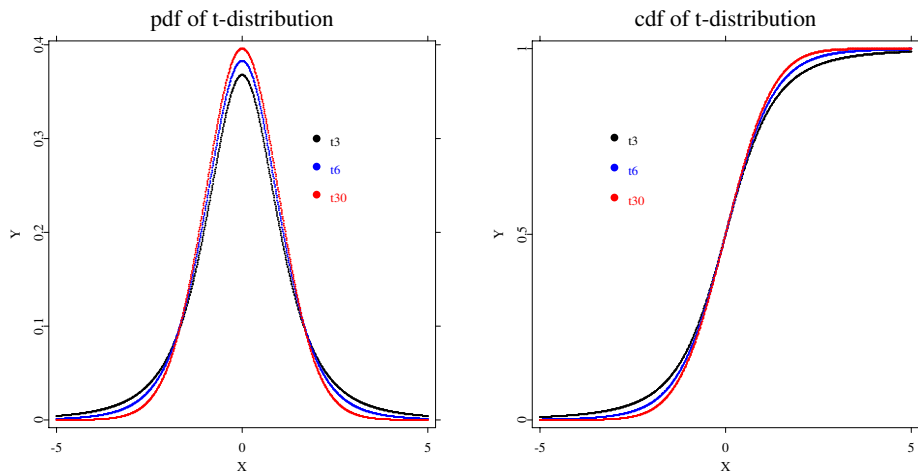 pdf of t-distribution
Y
0
0.1
0.2
0.3
0.4
t3
t6
t30
-5
0
5
X
cdf of t-distribution
Y
0
0.5
1
t3
t6
t30
-5
0
5
X